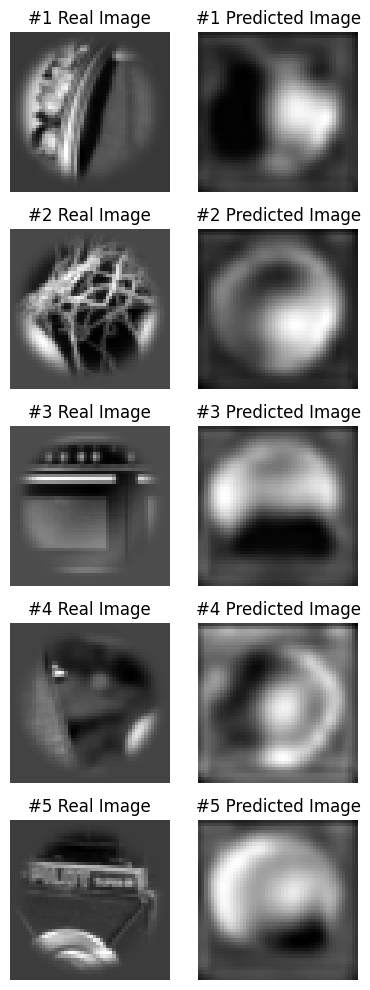 #1 Real Image #1 Predicted Image
#2 Real Image #2 Predicted Image
#3 Real Image #3 Predicted Image
#4 Real Image #4 Predicted Image
#5 Real Image #5 Predicted Image
PILOT